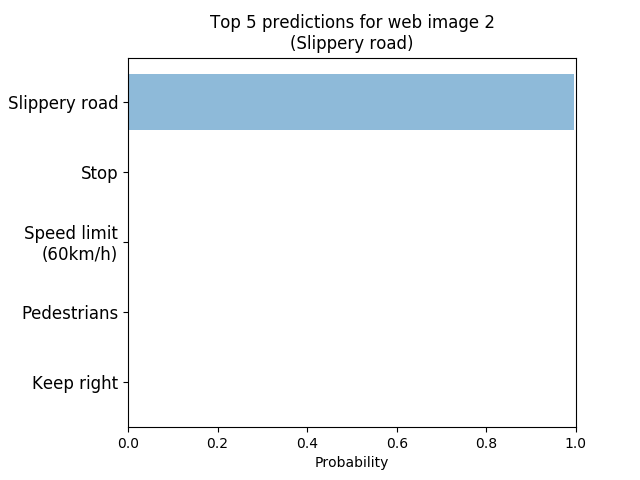 Top 5 predictions for web image 2
(Slippery road)
Slippery road
Stop
Speed limit
(60km/h)
Pedestrians
Keep right
0.0 0.2 0.4 0.6 0.8 1.0
Probability